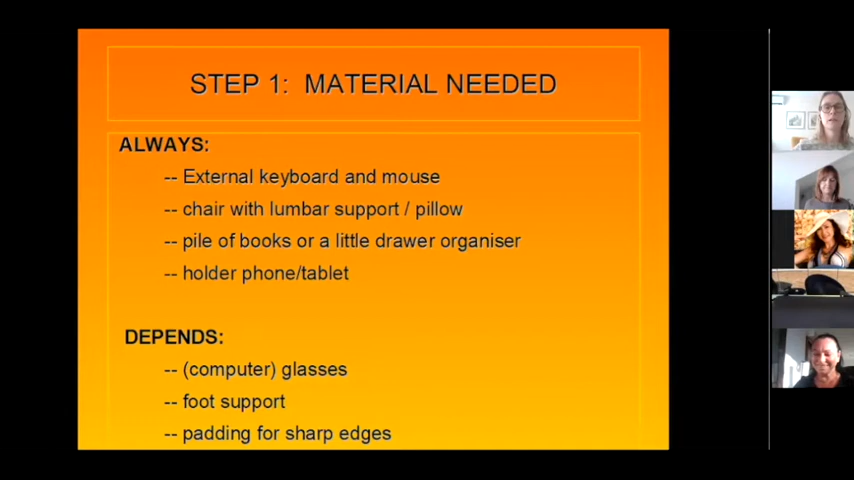 STEP 1: MATERIAL NEEDED
ALWAYS:
-- External keyboard and mouse
-- chair with lumbar support / pillow
-- pile of books or a little drawer organiser
-- holder phone/tablet
DEPENDS:
-- (computer) glasses
-- foot support
-- padding for sharp edges